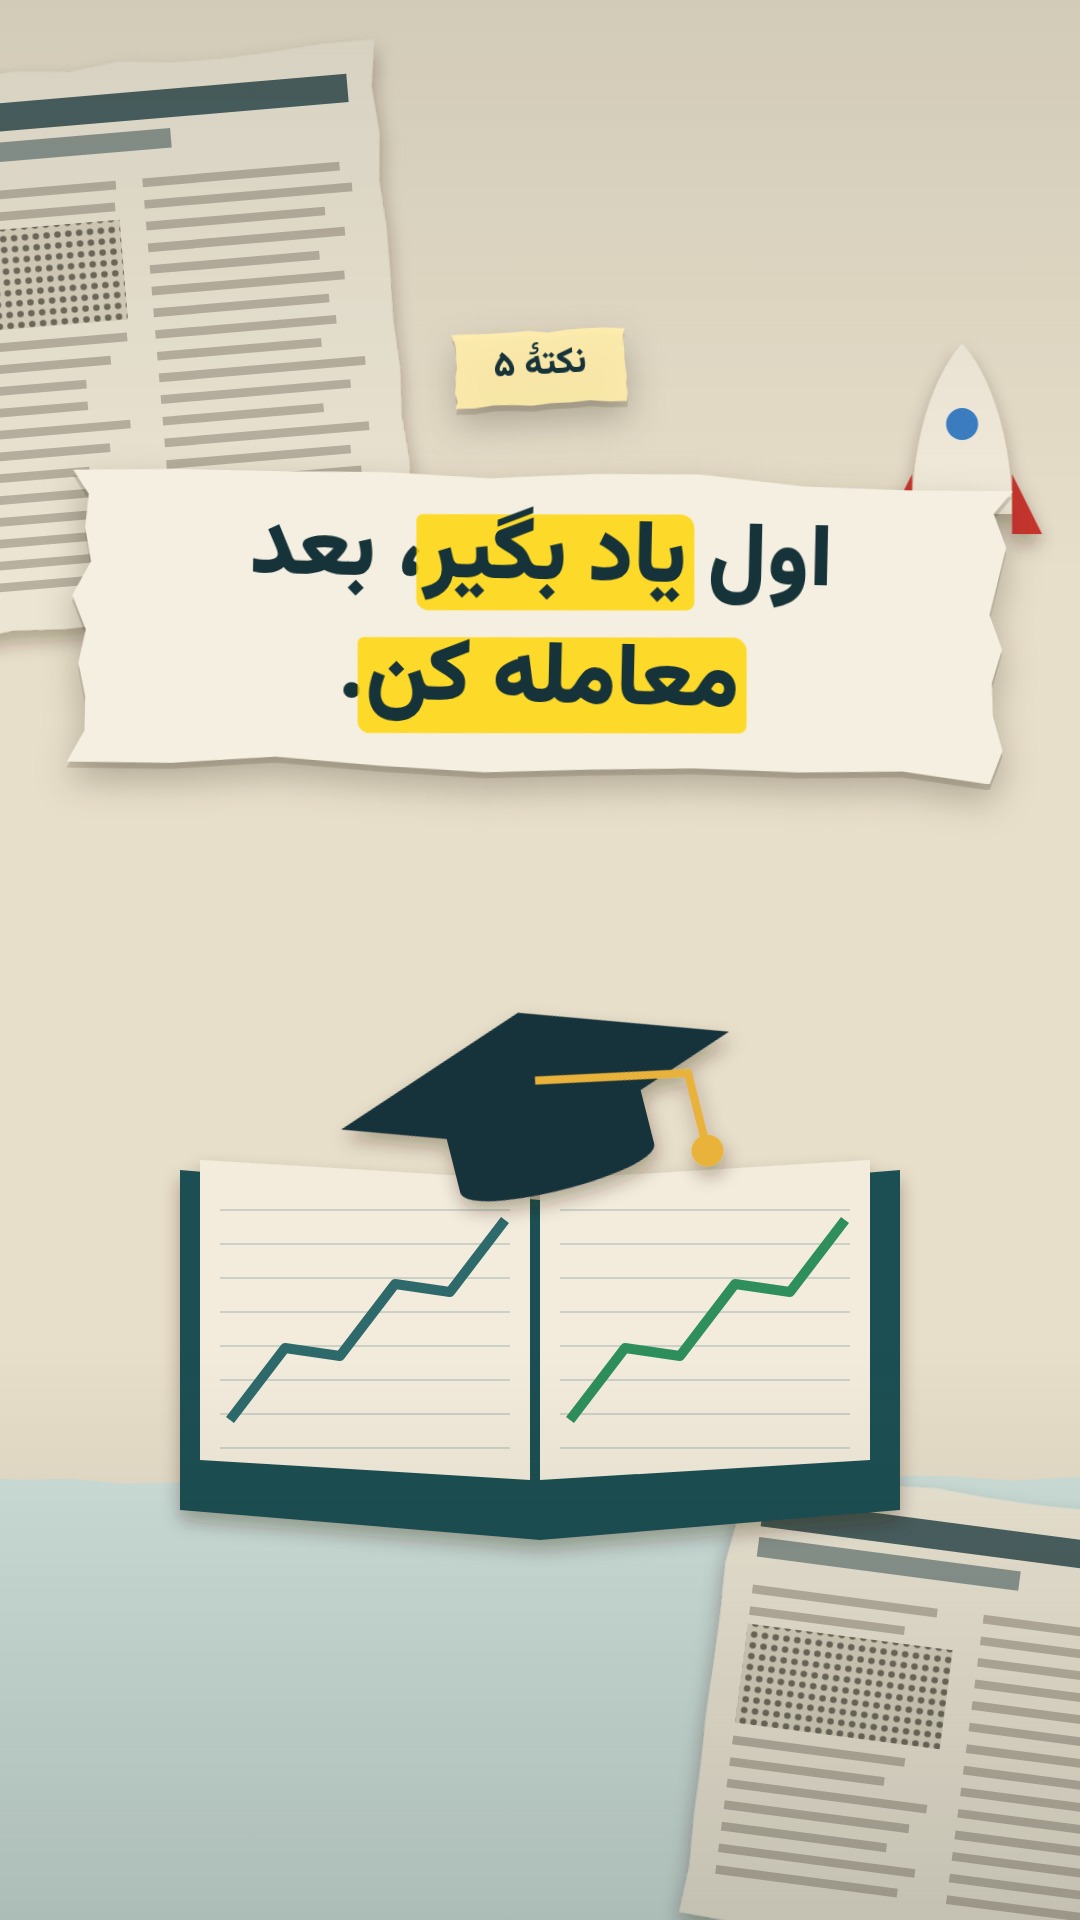 نکتهٔ ۵
اول یاد بگیر، بعد
معامله کن.